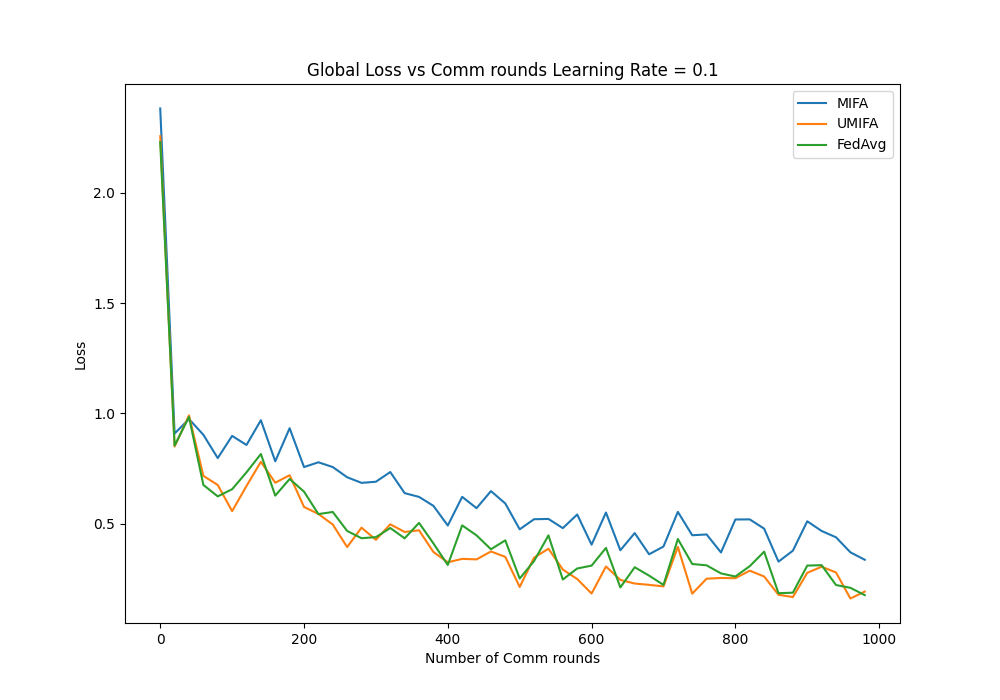 Global Loss vs Comm rounds Learning Rate = 0.1
MIFA
UMIFA
FedAvg
2.0
1.5
1.0
0.5
Loss
0
200
400
600
800
1000
Number of Comm rounds